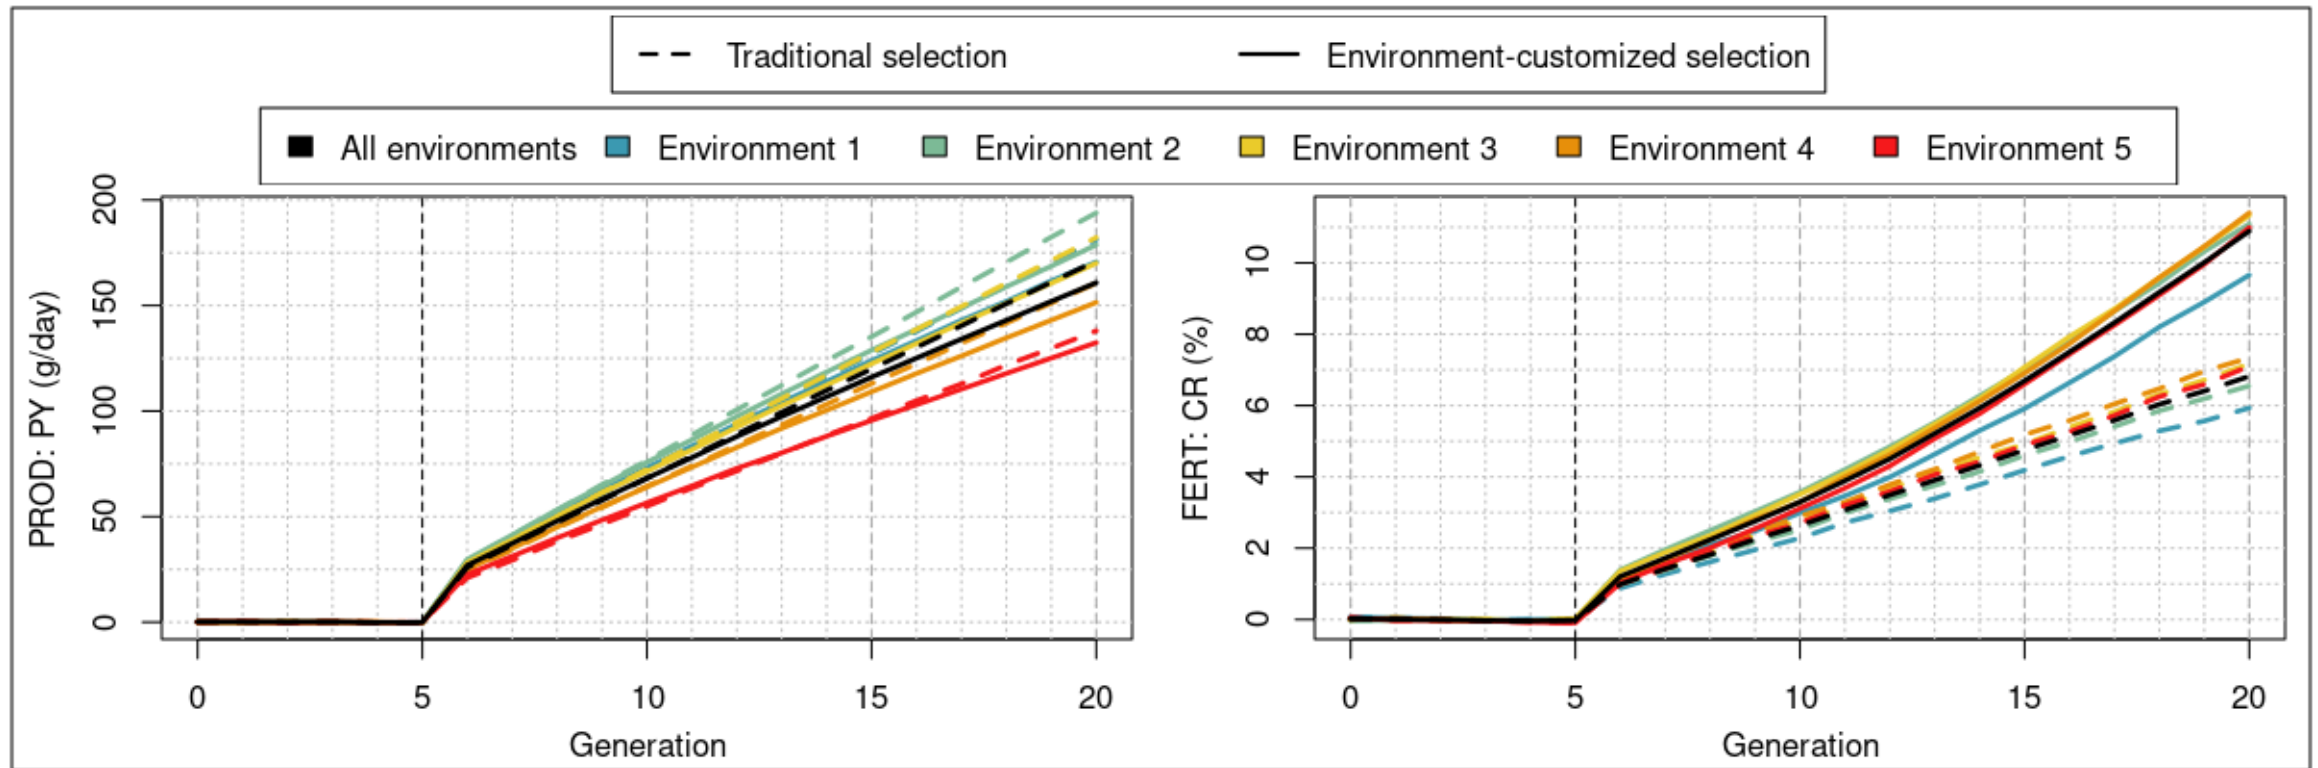 Traditional selection Environment-customized selection
All environments Environment 1 Environment 2 Environment 3 Environment 4 Environment 5
PROD: PY (g/day)
200
150
100
50
0
0 5 10 15 20
Generation
FERT: CR (%)
10
8
6
4
2
0
0 5 10 15 20
Generation